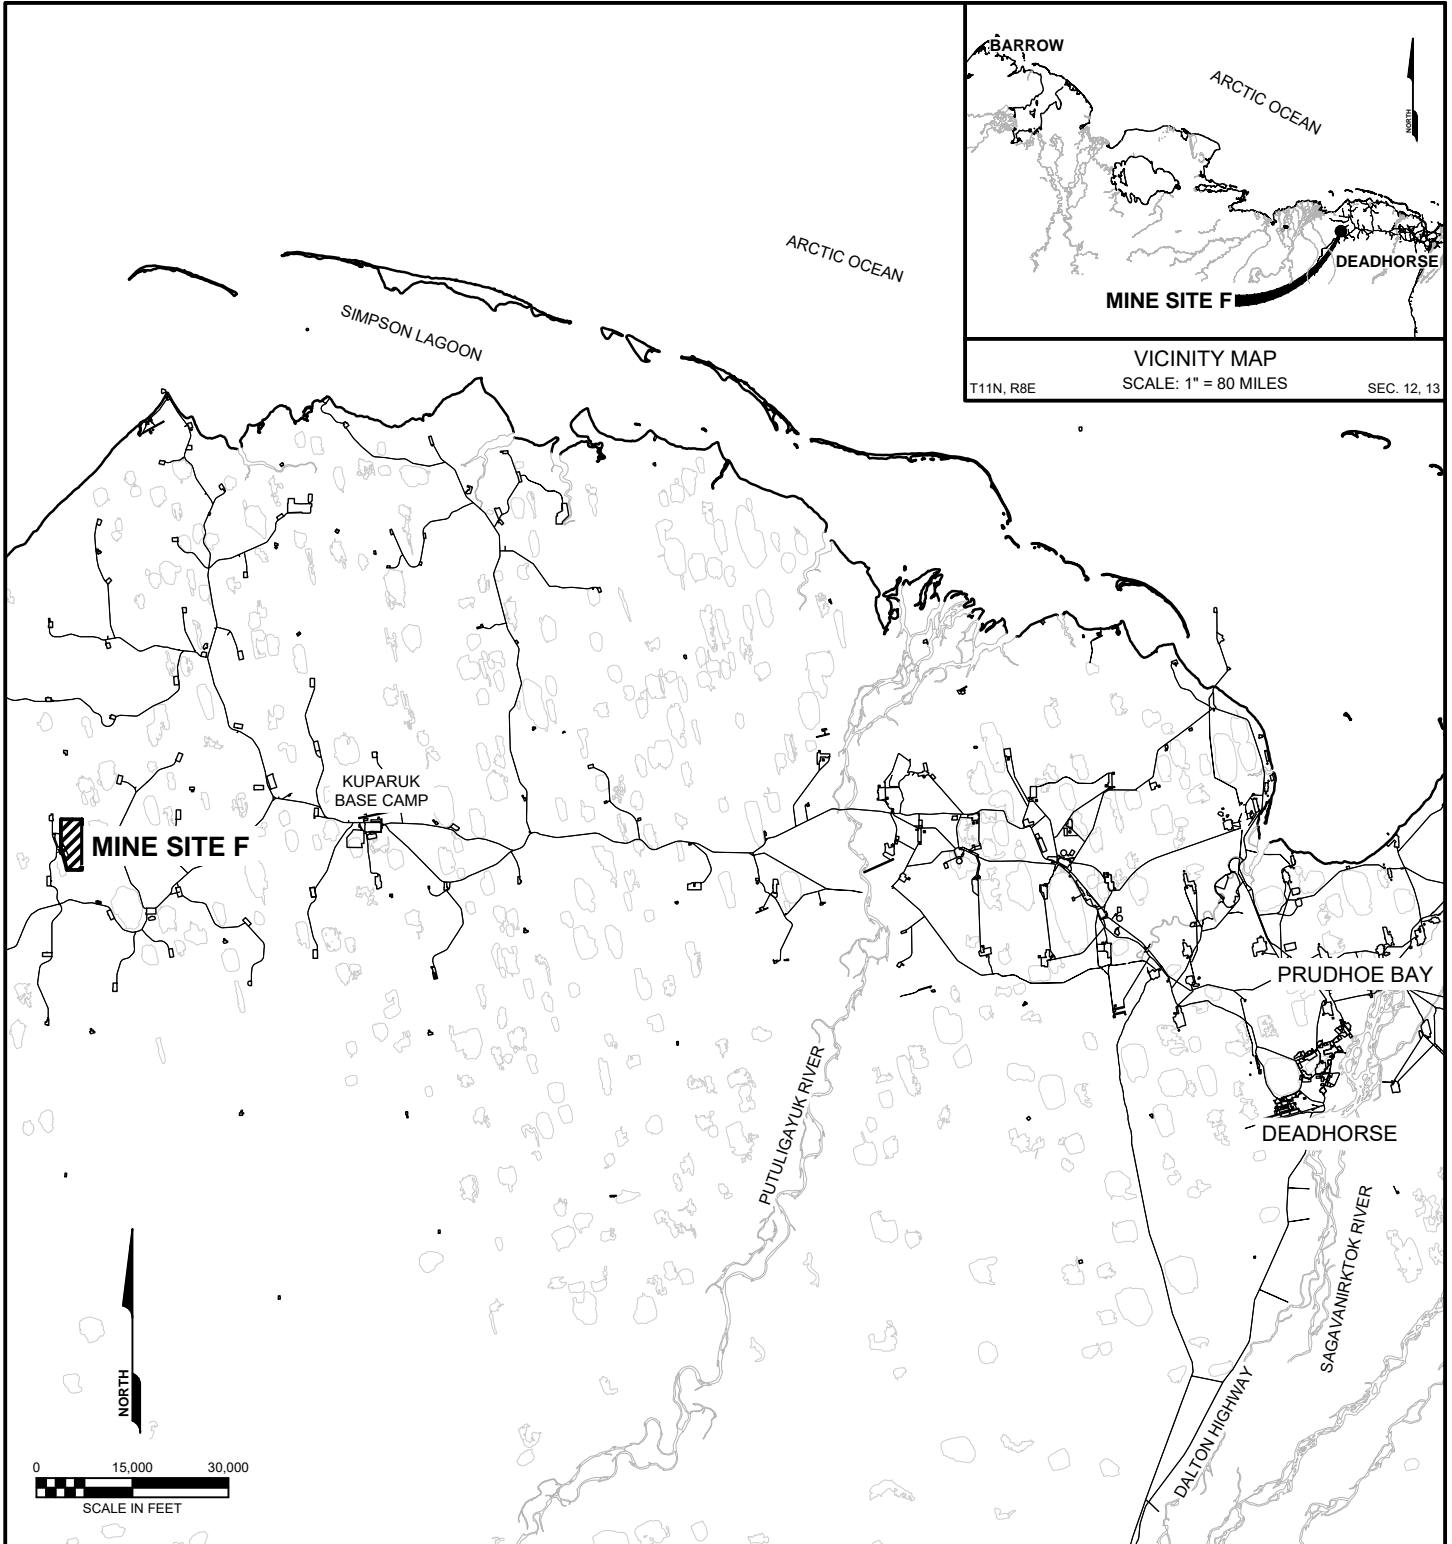 BARROW
ARCTIC OCEAN
NORTH
DEADHORSE
MINE SITE F
VICINITY MAP
SCALE: 1" = 80 MILES
T11N, R8E
SEC. 12, 13
ARCTIC OCEAN
SIMPSON LAGOON
KUPARUK
BASE CAMP
MINE SITE F
PRUDHOE BAY
PUTULIGAYUK RIVER
DEADHORSE
SAGAVANIRKTOK RIVER
DALTON HIGHWAY
NORTH
0 15,000 30,000
SCALE IN FEET